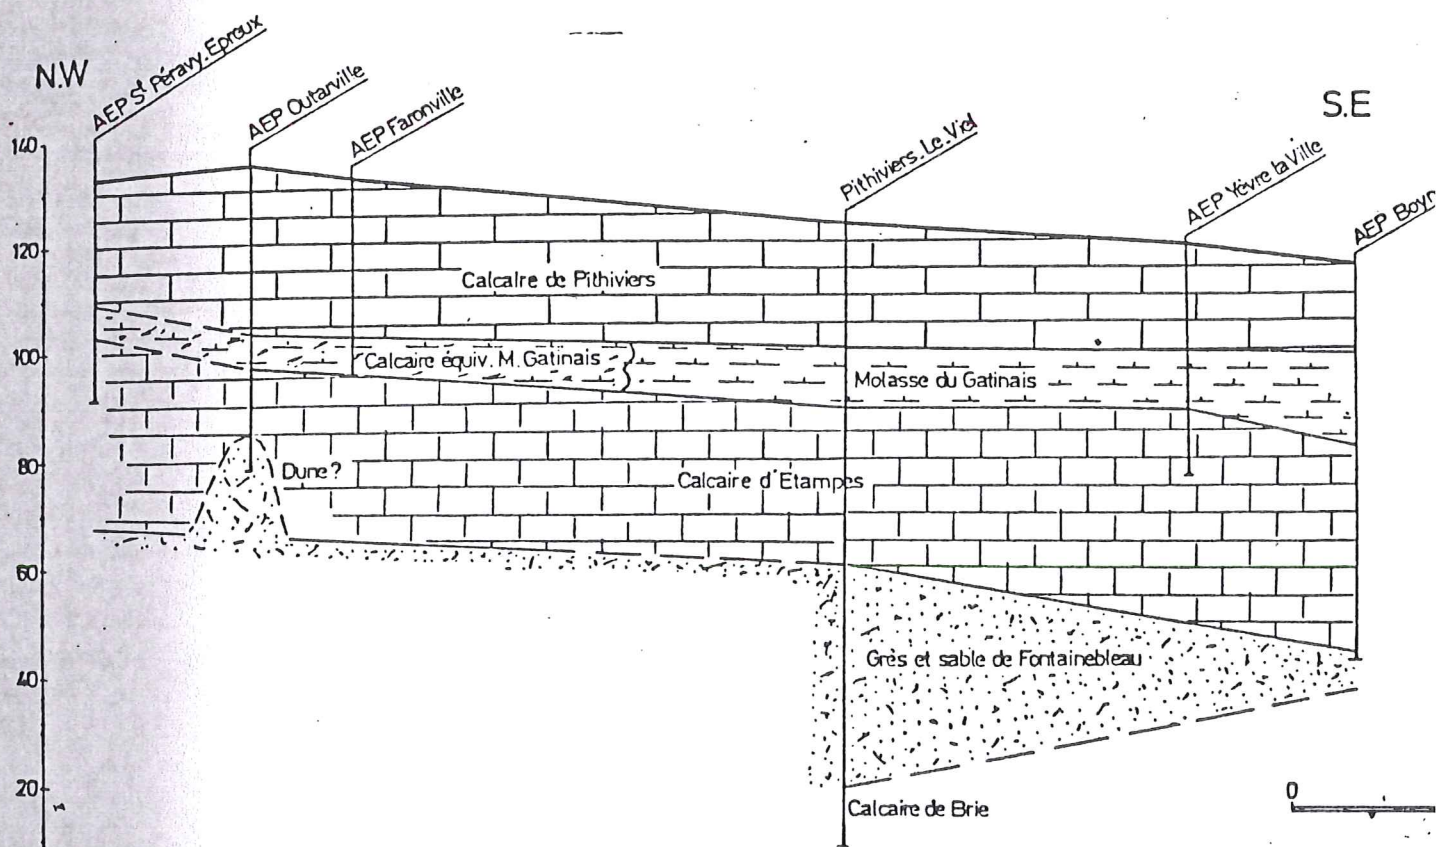 N.W
S.E
AEP St Péravy.Epreux
AEP Outarville
AEP Faronville
Pithiviers.Le.Viel
AEP Yèvre la Ville
AEP Boyn
140
120
100
80
60
40
20
Calcaire de Pithiviers
Calcaire équiv. M. Gatinais
Molasse du Gatinais
Dune?
Calcaire d'Etampes
Grès et sable de Fontainebleau
Calcaire de Brie
0